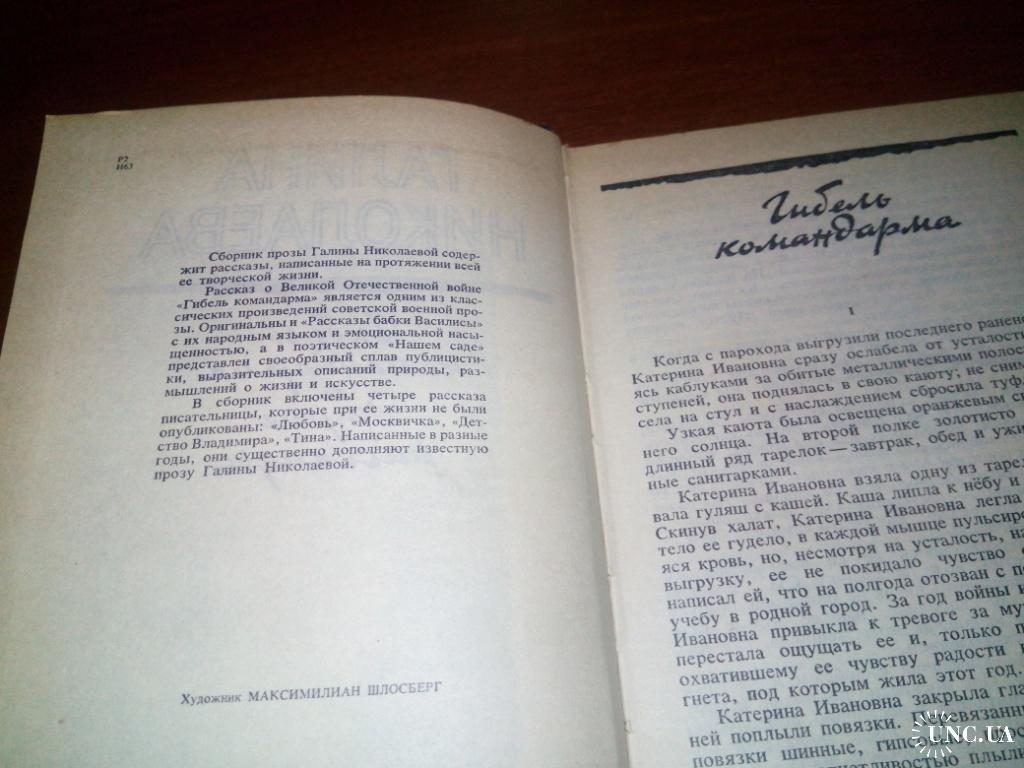 Р2
Н63
Сборник прозы Галины Николаевой содер-
жит рассказы, написанные на протяжении всей
ее творческой жизни.
Рассказ о Великой Отечественной войне
«Гибель командарма» является одним из клас-
сических произведений советской военной про-
зы. Оригинальны и «Рассказы бабки Василисы»
с их народным языком и эмоциональной насы-
щенностью, а в поэтическом «Нашем саде»
представлен своеобразный сплав публицисти-
ки, выразительных описаний природы, раз-
мышлений о жизни и искусстве.
В сборник включены четыре рассказа
писательницы, которые при ее жизни не были
опубликованы: «Любовь», «Москвичка», «Дет-
ство Владимира», «Тина». Написанные в разные
годы, они существенно дополняют известную
прозу Галины Николаевой.
Художник МАКСИМИЛИАН ШЛОСБЕРГ
Гибель
командарма
I
Когда с парохода выгрузили последнего ранено
Катерина Ивановна сразу ослабела от усталост
ясь каблуками за обитые металлическими полос
ступеней, она поднялась в свою каюту; не сним
села на стул и с наслаждением сбросила туфл
Узкая каюта была освещена оранжевым св
него солнца. На второй полке золотисто
длинный ряд тарелок — завтрак, обед и ужи
ные санитарками.
Катерина Ивановна взяла одну из тарел
вала гуляш с кашей. Каша липла к нёбу и
Скинув халат, Катерина Ивановна легла
тело ее гудело, в каждой мышце пульсиро
яся кровь, но, несмотря на усталость, на
выгрузку, ее не покидало чувство
написал ей, что на полгода отозван с
учебу в родной город. За год войны
Ивановна привыкла к тревоге за му
перестала ощущать ее и, только п
охватившему ее чувству радости
гнета, под которым жила этот год.
Катерина Ивановна закрыла гла
ней поплыли повязки. Перевязанны
повязки шинные, гипсовые, прос
плыли
UNC.UA